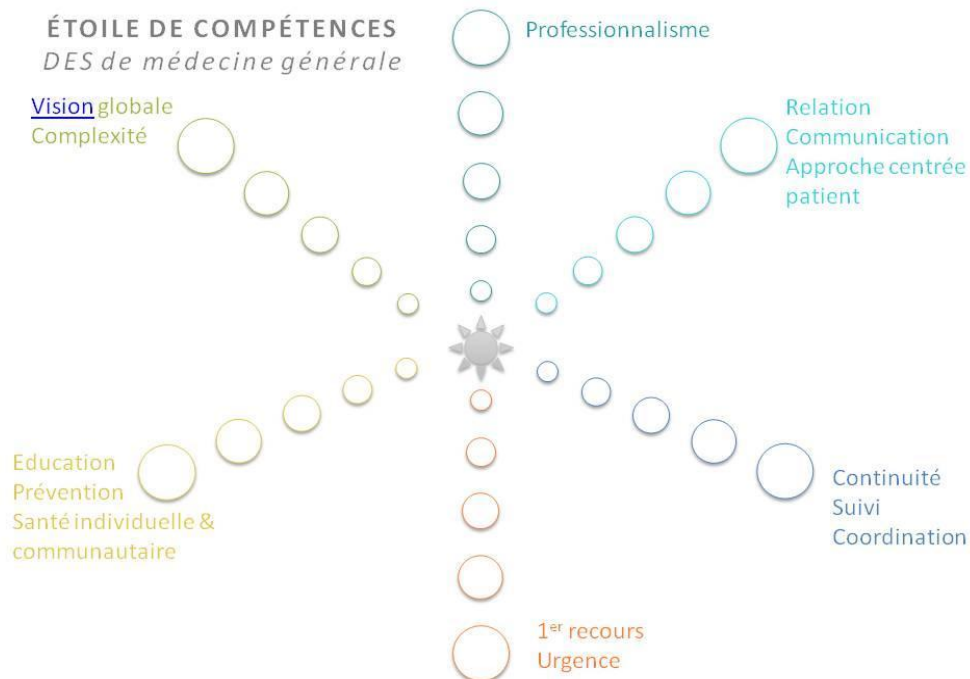 ÉTOILE DE COMPÉTENCES
DES de médecine générale
Professionnalisme
Vision globale
Complexité
Relation
Communication
Approche centrée
patient
Education
Prévention
Santé individuelle &
communautaire
Continuité
Suivi
Coordination
1er recours
Urgence